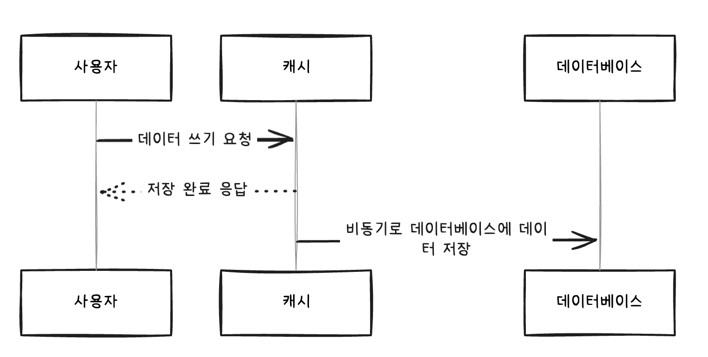 사용자
캐시
데이터베이스
데이터 쓰기 요청
저장 완료 응답
비동기로 데이터베이스에 데이
터 저장
사용자
캐시
데이터베이스